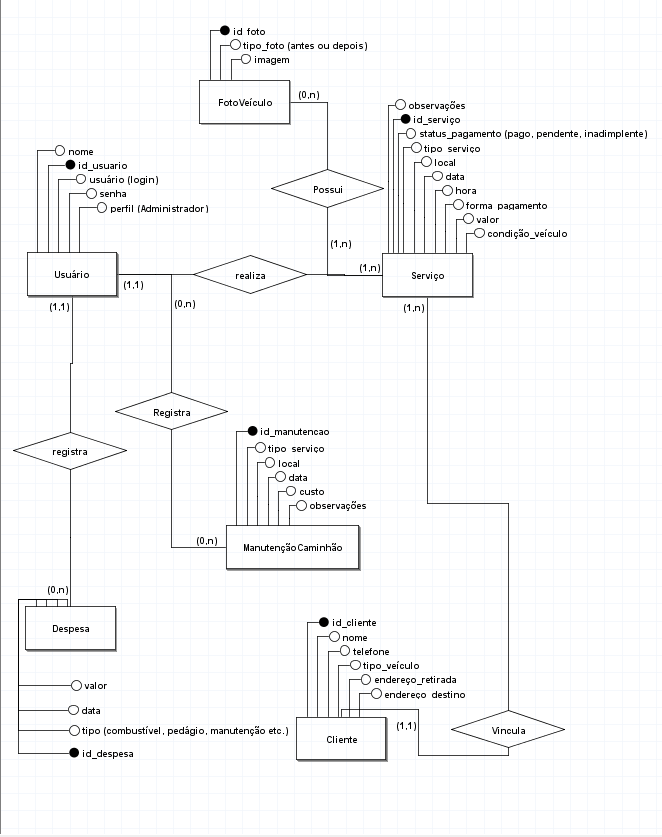 id_foto
tipo_foto (antes ou depois)
imagem
FotoVeículo
(0,n)
observações
id_serviço
status_pagamento (pago, pendente, inadimplente)
tipo_serviço
local
data
hora
forma_pagamento
valor
condição_veículo
nome
id_usuario
usuário (login)
senha
perfil (Administrador)
Possui
(1,n)
Usuário
(1,1)
realiza
(1,n)
Serviço
(1,1)
(0,n)
(1,n)
Registra
registra
id_manutencao
tipo_serviço
local
data
custo
observações
(0,n)
ManutençãoCaminhão
(0,n)
Despesa
valor
data
tipo (combustível, pedágio, manutenção etc.)
id_despesa
id_cliente
nome
telefone
tipo_veículo
endereço_retirada
endereço_destino
(1,1)
Cliente
Vincula